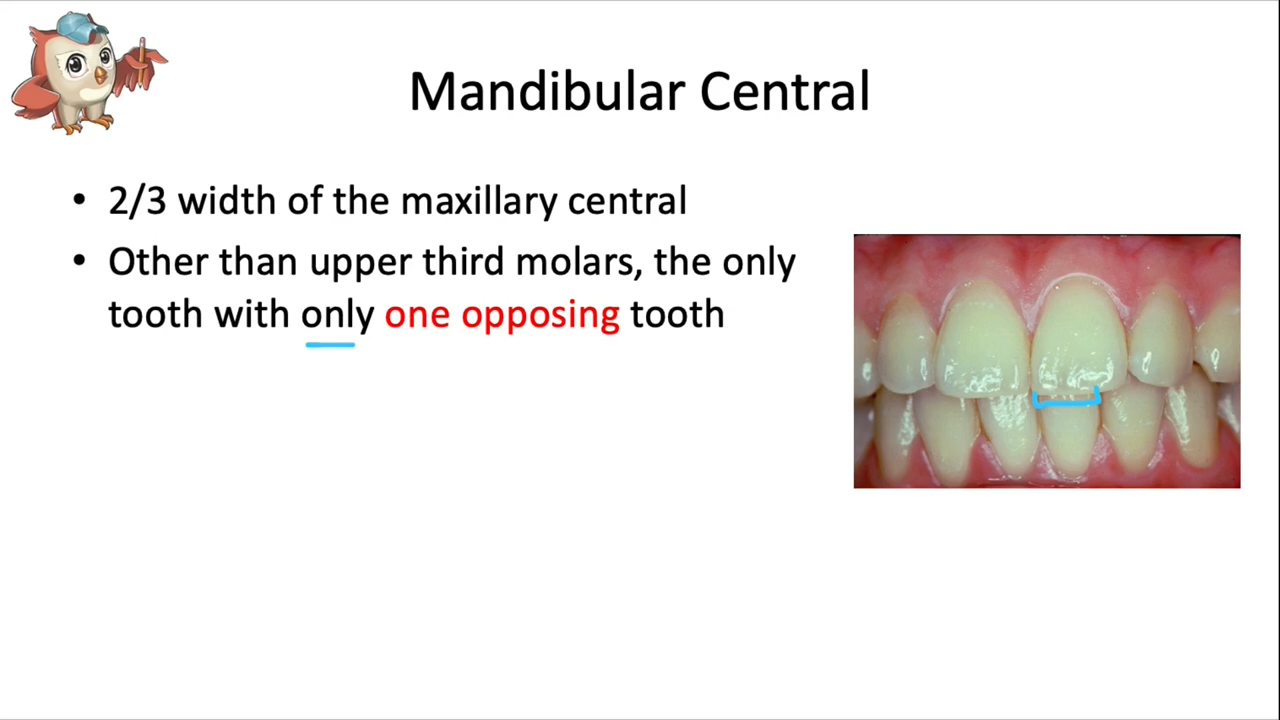 Mandibular Central
• 2/3 width of the maxillary central
• Other than upper third molars, the only
tooth with only one opposing tooth